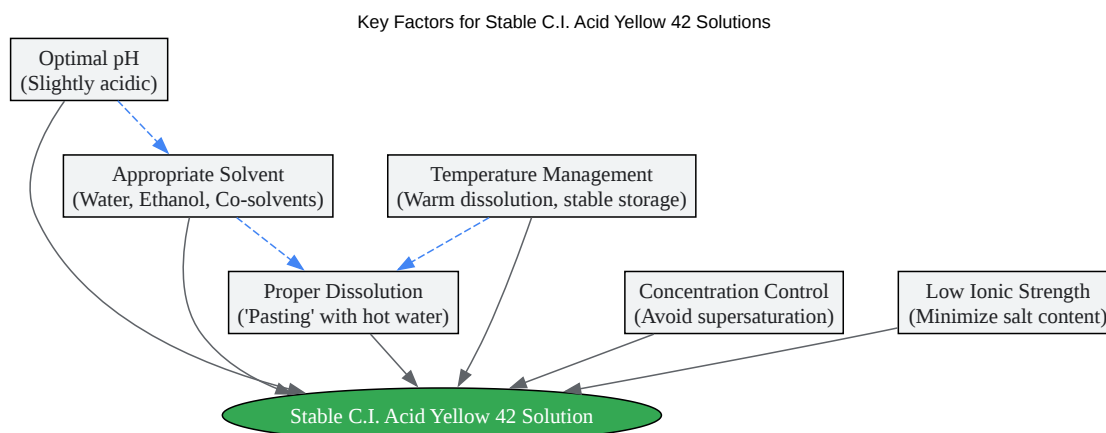 Key Factors for Stable C.I. Acid Yellow 42 Solutions
Optimal pH
(Slightly acidic)
Appropriate Solvent
(Water, Ethanol, Co-solvents)
Temperature Management
(Warm dissolution, stable storage)
Proper Dissolution
('Pasting' with hot water)
Concentration Control
(Avoid supersaturation)
Low Ionic Strength
(Minimize salt content)
Stable C.I. Acid Yellow 42 Solution